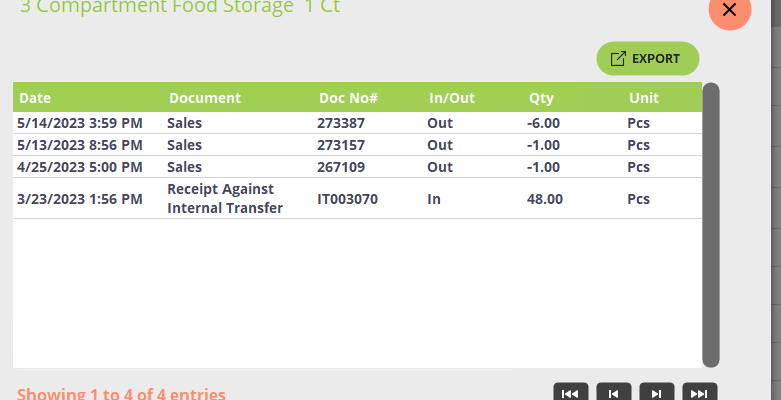 3 Compartment Food Storage 1 Ct
EXPORT
Date Document Doc No# In/Out Qty Unit
5/14/2023 3:59 PM Sales 273387 Out -6.00 Pcs
5/13/2023 8:56 PM Sales 273157 Out -1.00 Pcs
4/25/2023 5:00 PM Sales 267109 Out -1.00 Pcs
3/23/2023 1:56 PM Receipt Against Internal Transfer IT003070 In 48.00 Pcs
Showing 1 to 4 of 4 entries